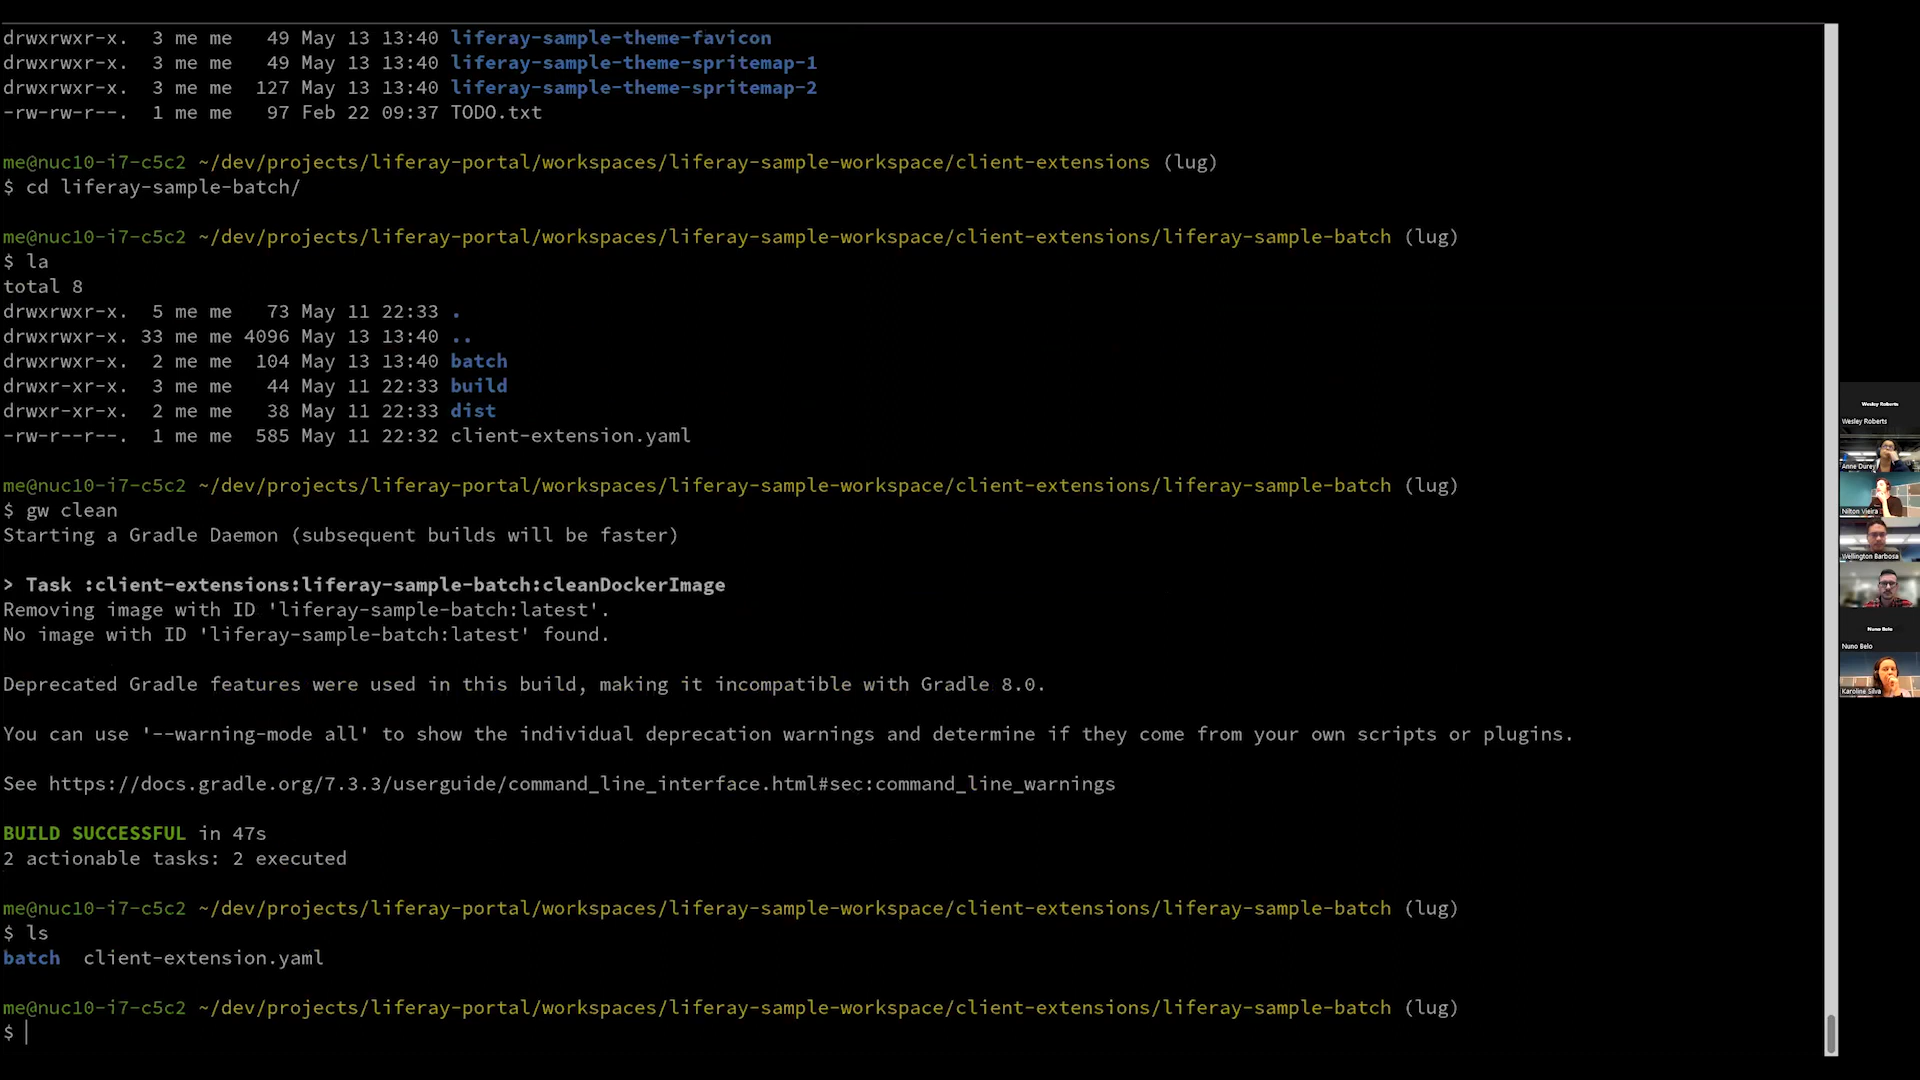 drwxrwxr-x.  3 me me   49 May 13 13:40 liferay-sample-theme-favicon
drwxrwxr-x.  3 me me   49 May 13 13:40 liferay-sample-theme-spritemap-1
drwxrwxr-x.  3 me me  127 May 13 13:40 liferay-sample-theme-spritemap-2
-rw-rw-r--.  1 me me   97 Feb 22 09:37 TODO.txt
me@nuc10-i7-c5c2 ~/dev/projects/liferay-portal/workspaces/liferay-sample-workspace/client-extensions (lug)
$ cd liferay-sample-batch/
me@nuc10-i7-c5c2 ~/dev/projects/liferay-portal/workspaces/liferay-sample-workspace/client-extensions/liferay-sample-batch (lug)
$ la
total 8
drwxrwxr-x.  5 me me   73 May 11 22:33 .
drwxrwxr-x. 33 me me 4096 May 13 13:40 ..
drwxrwxr-x.  2 me me  104 May 13 13:40 batch
drwxr-xr-x.  3 me me   44 May 11 22:33 build
drwxr-xr-x.  2 me me   38 May 11 22:33 dist
-rw-r--r--.  1 me me  585 May 11 22:32 client-extension.yaml
me@nuc10-i7-c5c2 ~/dev/projects/liferay-portal/workspaces/liferay-sample-workspace/client-extensions/liferay-sample-batch (lug)
$ gw clean
Starting a Gradle Daemon (subsequent builds will be faster)
> Task :client-extensions:liferay-sample-batch:cleanDockerImage
Removing image with ID 'liferay-sample-batch:latest'.
No image with ID 'liferay-sample-batch:latest' found.
Deprecated Gradle features were used in this build, making it incompatible with Gradle 8.0.
You can use '--warning-mode all' to show the individual deprecation warnings and determine if they come from your own scripts or plugins.
See https://docs.gradle.org/7.3.3/userguide/command_line_interface.html#sec:command_line_warnings
BUILD SUCCESSFUL in 47s
2 actionable tasks: 2 executed
me@nuc10-i7-c5c2 ~/dev/projects/liferay-portal/workspaces/liferay-sample-workspace/client-extensions/liferay-sample-batch (lug)
$ ls
batch  client-extension.yaml
me@nuc10-i7-c5c2 ~/dev/projects/liferay-portal/workspaces/liferay-sample-workspace/client-extensions/liferay-sample-batch (lug)
$
Wesley Roberts
Wesley Roberts
Anne Durey
Nilton Vieira
Wellington Barbosa
Nuno Belo
Nuno Belo
Karoline Silva